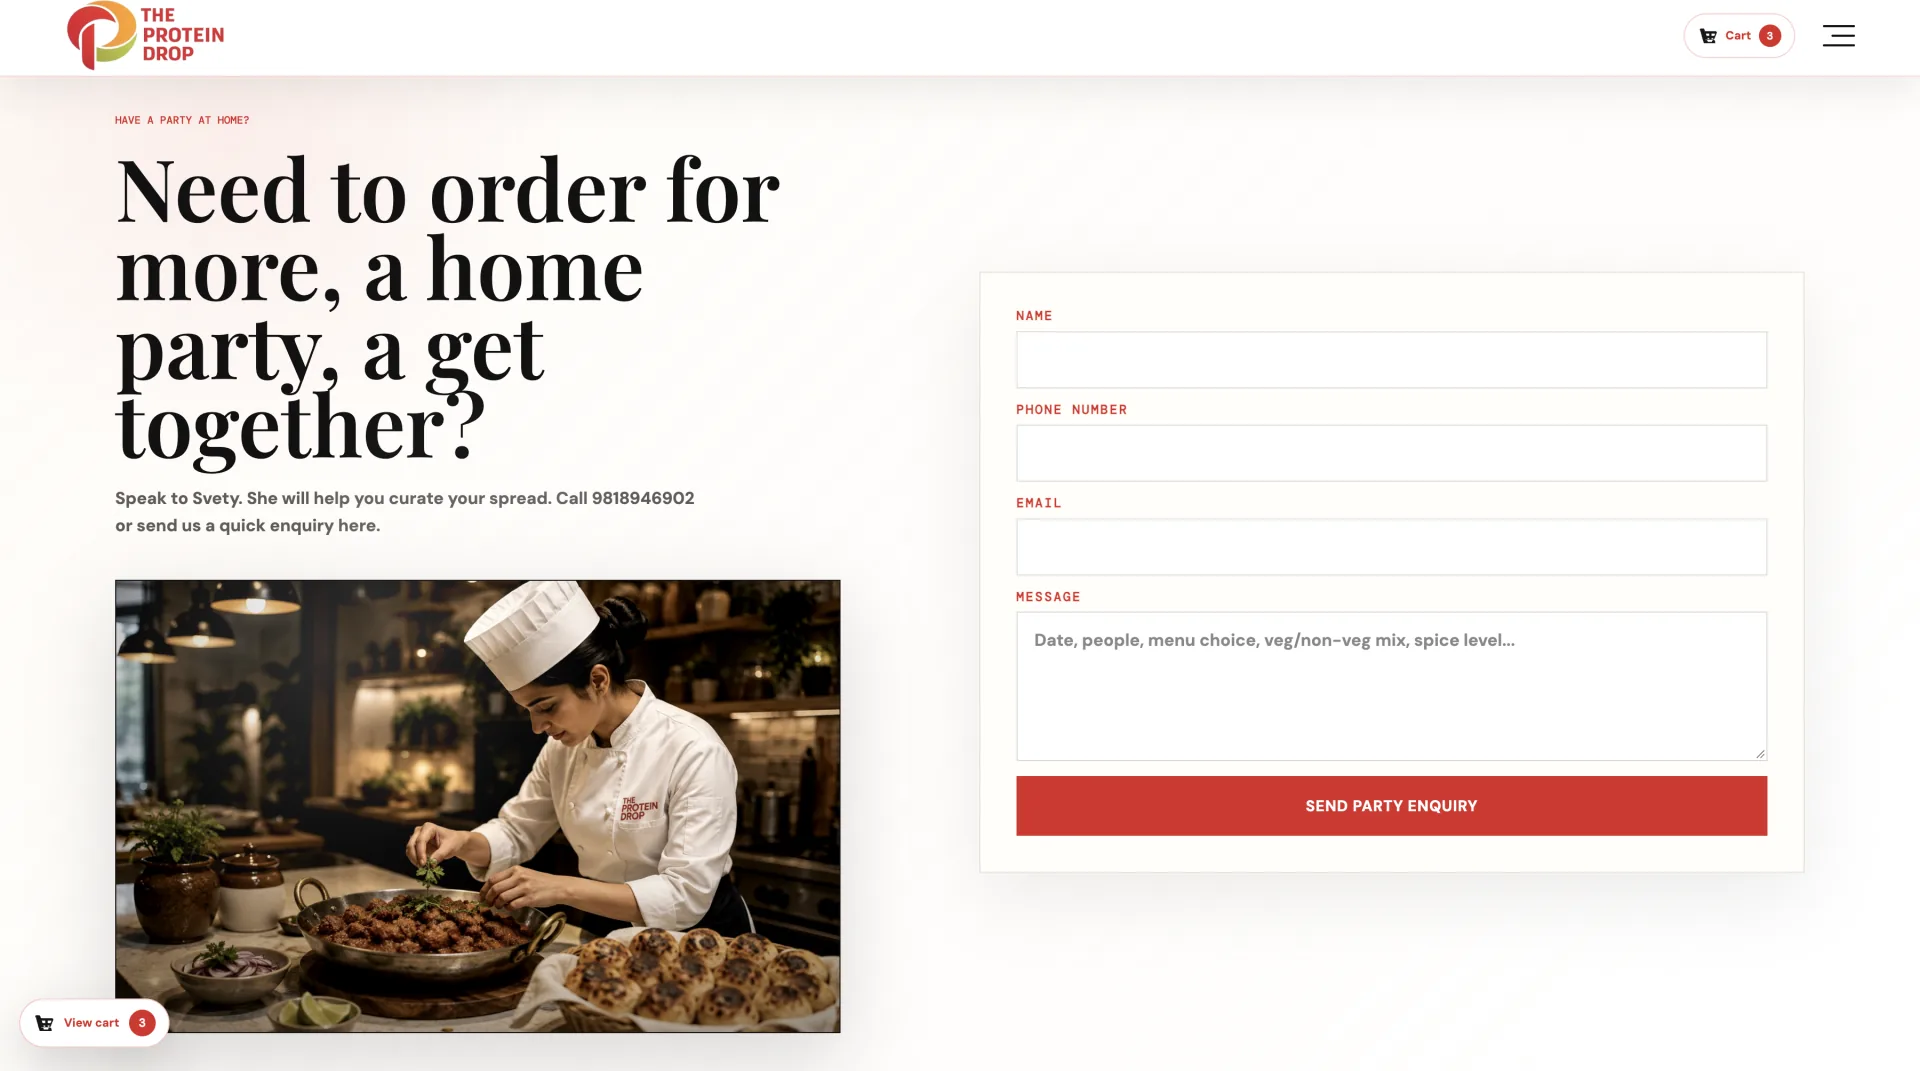 THE
PROTEIN
DROP
Cart 3
HAVE A PARTY AT HOME?
Need to order for
more, a home
party, a get
together?
Speak to Svety. She will help you curate your spread. Call 9818946902
or send us a quick enquiry here.
NAME
PHONE NUMBER
EMAIL
MESSAGE
Date, people, menu choice, veg/non-veg mix, spice level...
SEND PARTY ENQUIRY
THE
PROTEIN
DROP
View cart 3